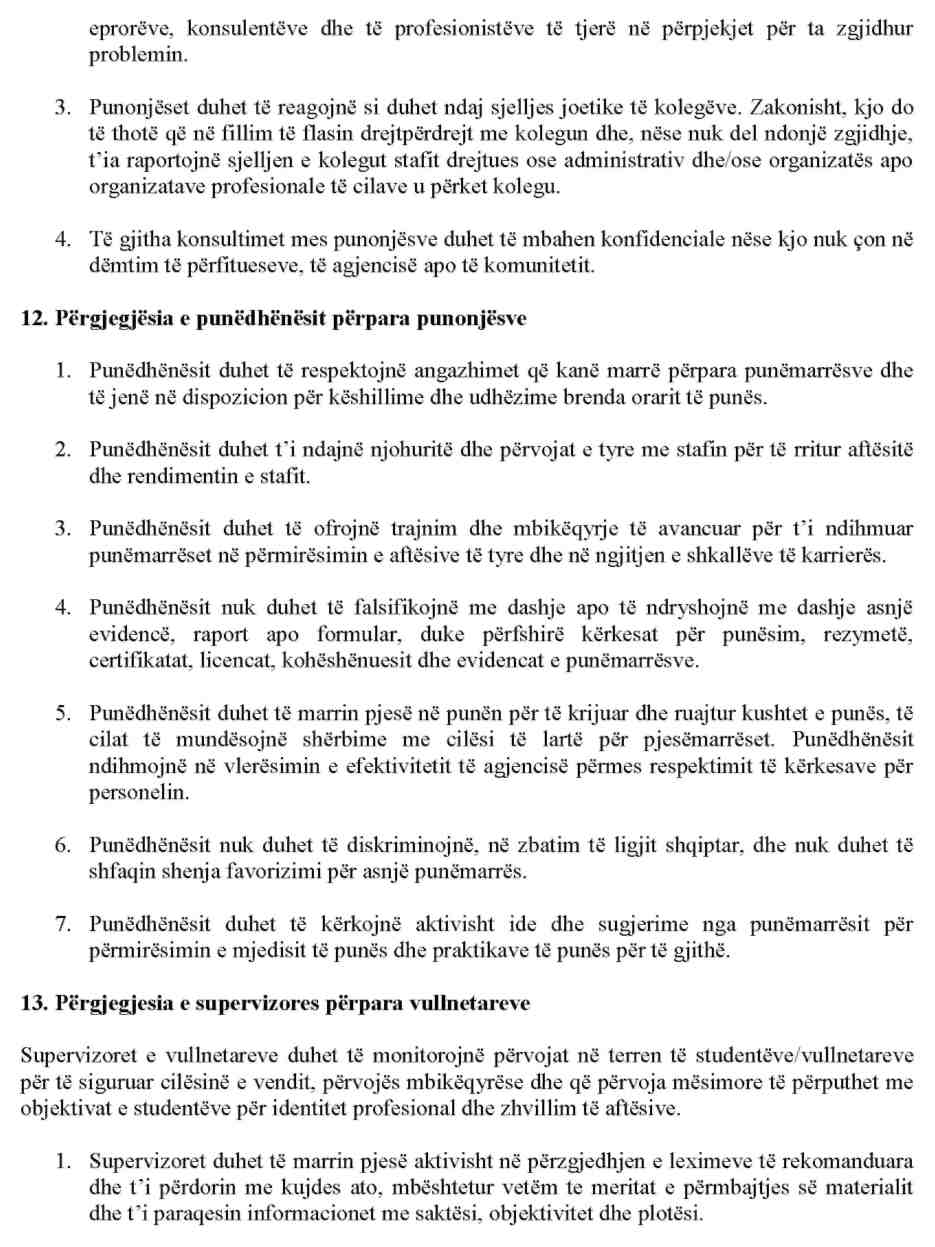 eprorëve, konsulentëve dhe të profesionistëve të tjerë në përpjekjet për ta zgjidhur
problemin.
3. Punonjëset duhet të reagojnë si duhet ndaj sjelljes joetike të kolegëve. Zakonisht, kjo do
të thotë që në fillim të flasin drejtpërdrejt me kolegun dhe, nëse nuk del ndonjë zgjidhje,
t'ia raportojnë sjelljen e kolegut stafit drejtues ose administrativ dhe/ose organizatës apo
organizatave profesionale të cilave u përket kolegu.
4. Të gjitha konsultimet mes punonjësve duhet të mbahen konfidenciale nëse kjo nuk çon në
dëmtim të përfitueseve, të agjencisë apo të komunitetit.
12. Përgjegjësia e punëdhënësit përpara punonjësve
1. Punëdhënësit duhet të respektojnë angazhimet që kanë marrë përpara punëmarrësve dhe
të jenë në dispozicion për këshillime dhe udhëzime brenda orarit të punës.
2. Punëdhënësit duhet t'i ndajnë njohuritë dhe përvojat e tyre me stafin për të rritur aftësitë
dhe rendimentin e stafit.
3. Punëdhënësit duhet të ofrojnë trajnim dhe mbikëqyrje të avancuar për t'i ndihmuar
punëmarrëset në përmirësimin e aftësive të tyre dhe në ngjitjen e shkallëve të karrierës.
4. Punëdhënësit nuk duhet të falsifikojnë me dashje apo të ndryshojnë me dashje asnjë
evidencë, raport apo formular, duke përfshirë kërkesat për punësim, rezymetë,
certifikatat, licencat, kohëshënuesit dhe evidencat e punëmarrësve.
5. Punëdhënësit duhet të marrin pjesë në punën për të krijuar dhe ruajtur kushtet e punës, të
cilat të mundësojnë shërbime me cilësi të lartë për pjesëmarrëset. Punëdhënësit
ndihmojnë në vlerësimin e efektivitetit të agjencisë përmes respektimit të kërkesave për
personelin.
6. Punëdhënësit nuk duhet të diskriminojnë, në zbatim të ligjit shqiptar, dhe nuk duhet të
shfaqin shenja favorizimi për asnjë punëmarrës.
7. Punëdhënësit duhet të kërkojnë aktivisht ide dhe sugjerime nga punëmarrësit për
përmirësimin e mjedisit të punës dhe praktikave të punës për të gjithë.
13. Përgjegjesia e supervizores përpara vullnetareve
Supervizoret e vullnetareve duhet të monitorojnë përvojat në terren të studentëve/vullnetareve
për të siguruar cilësinë e vendit, përvojës mbikëqyrëse dhe që përvoja mësimore të përputhet me
objektivat e studentëve për identitet profesional dhe zhvillim të aftësive.
1. Supervizoret duhet të marrin pjesë aktivisht në përzgjedhjen e leximeve të rekomanduara
dhe t'i përdorin me kujdes ato, mbështetur vetëm te meritat e përmbajtjes së materialit
dhe t'i paraqesin informacionet me saktësi, objektivitet dhe plotësi.